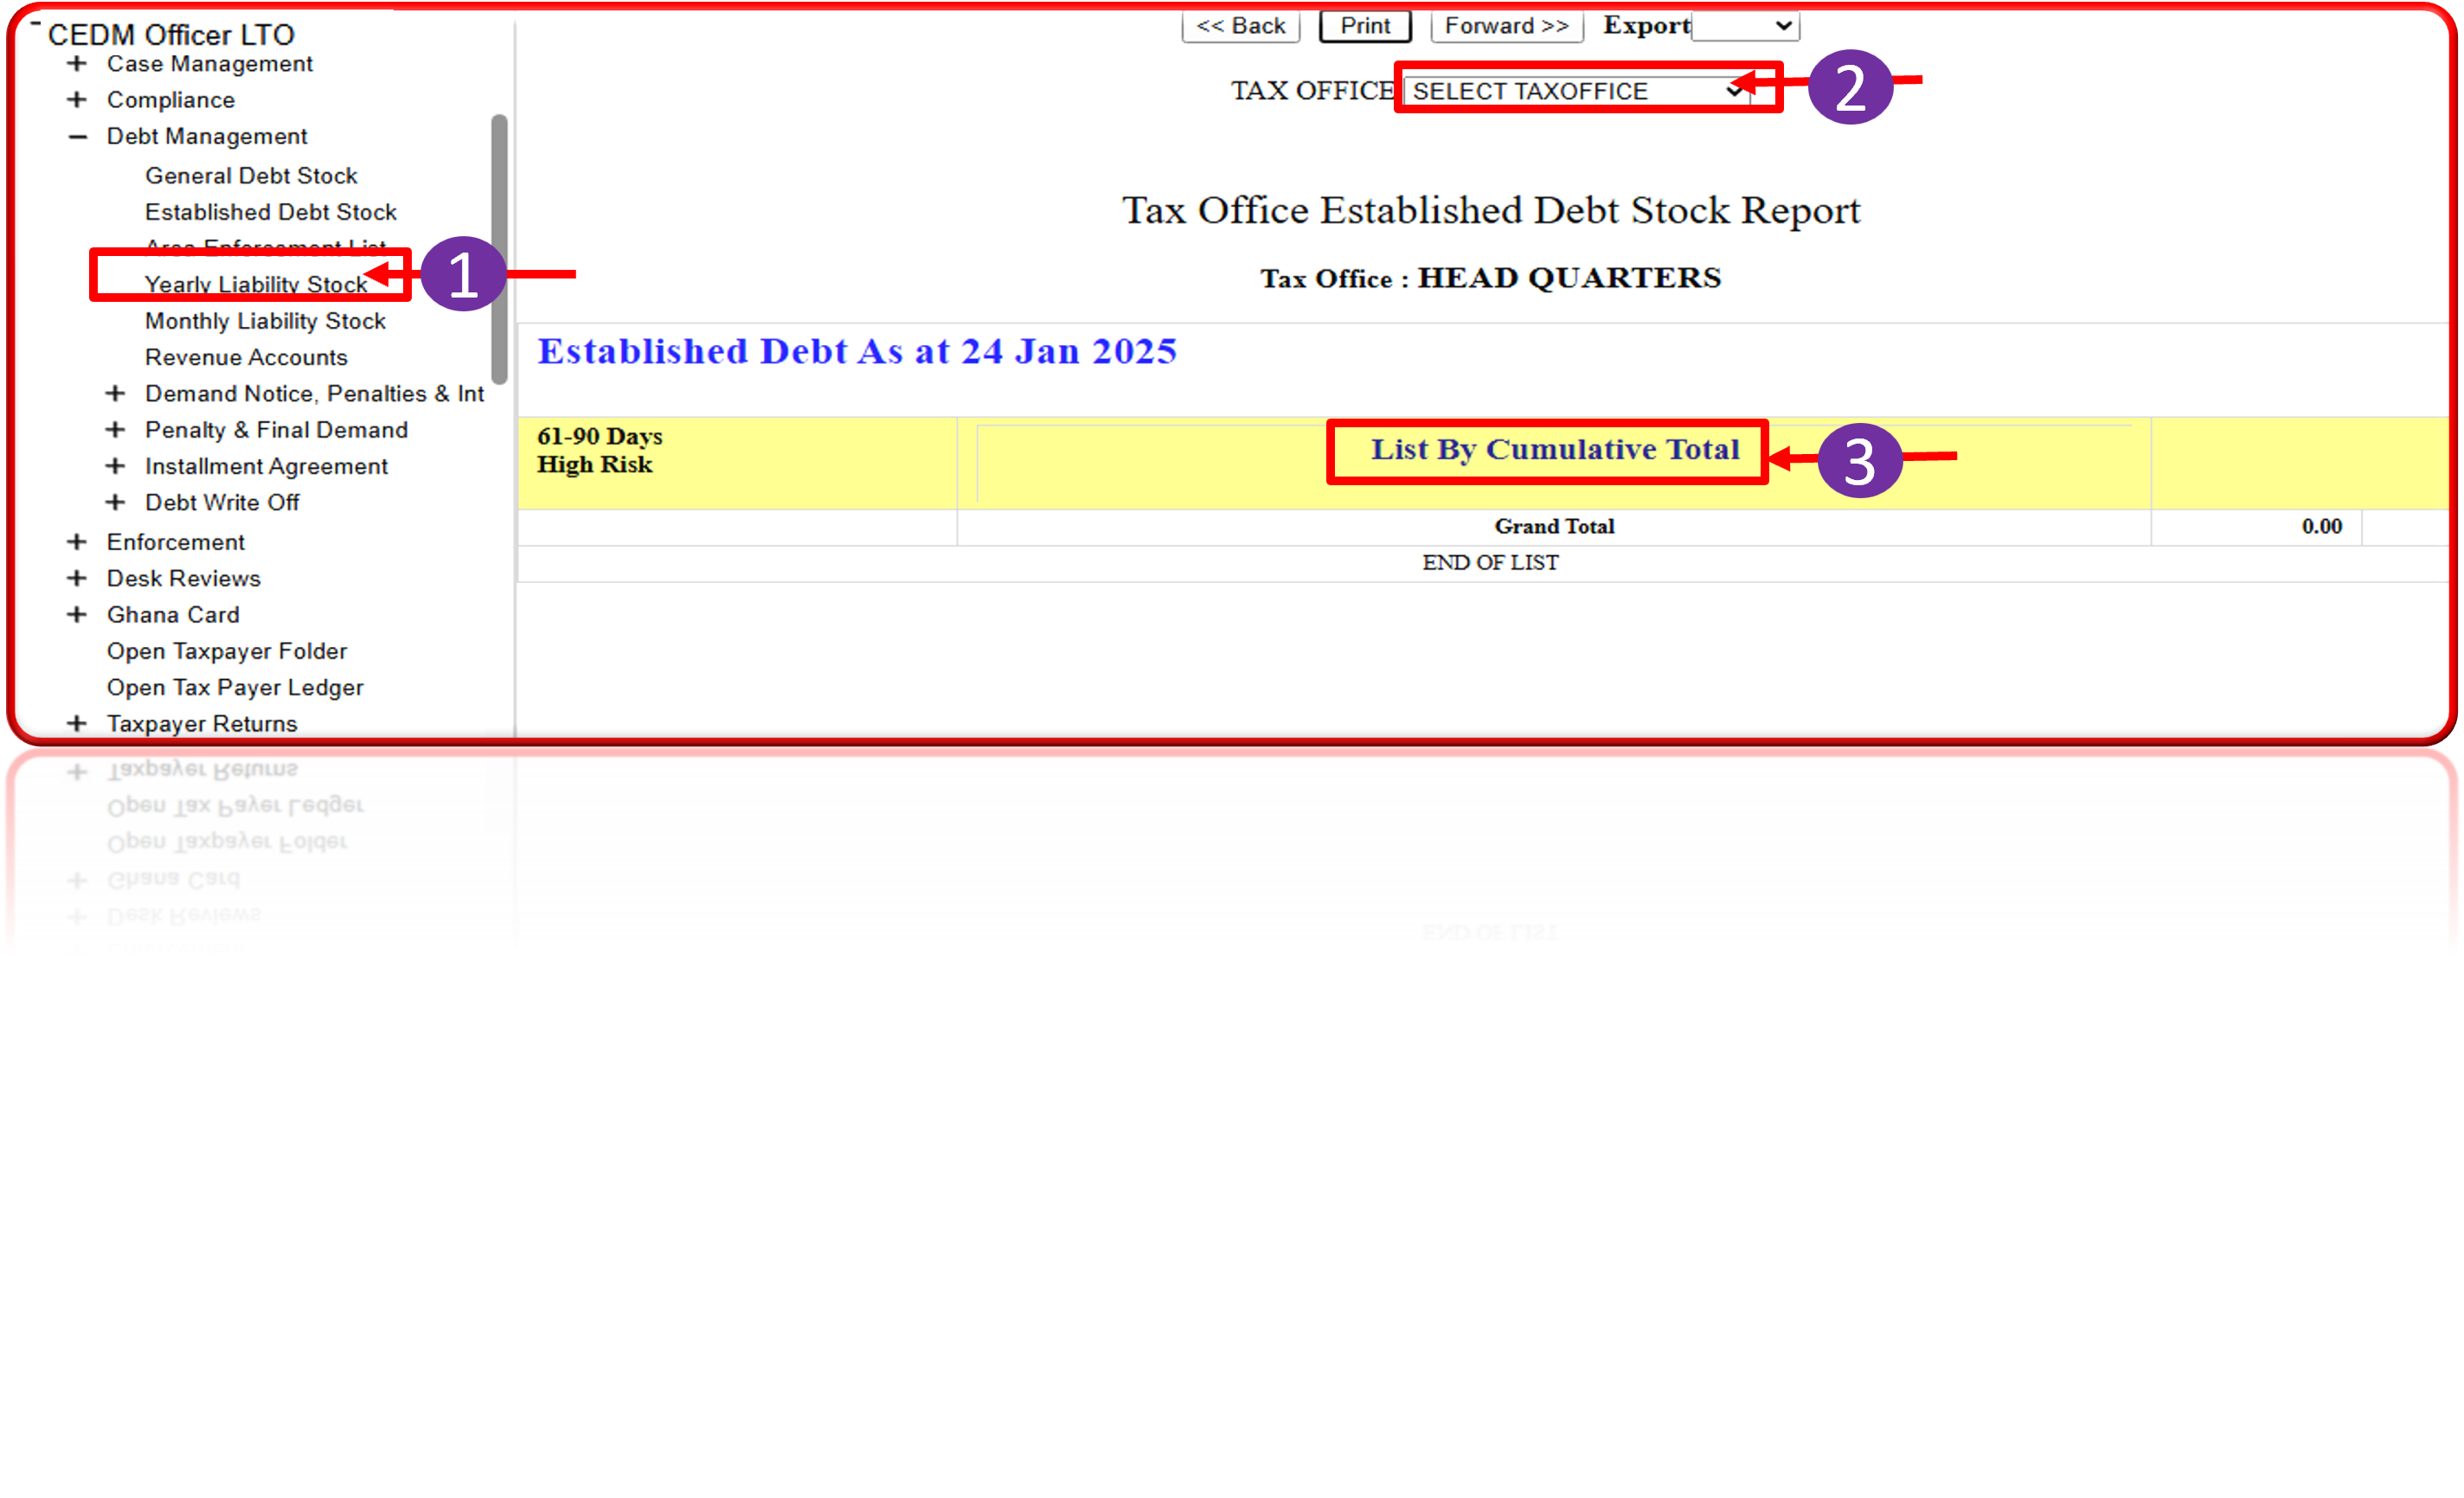 CEDM Officer LTO
Case Management
Compliance
Debt Management
General Debt Stock
Established Debt Stock
Area Enforcement List
Yearly Liability Stock
Monthly Liability Stock
Revenue Accounts
Demand Notice, Penalties & Int
Penalty & Final Demand
Installment Agreement
Debt Write Off
Enforcement
Desk Reviews
Ghana Card
Open Taxpayer Folder
Open Tax Payer Ledger
Taxpayer Returns
1
<< Back Print Forward >> Export
TAX OFFICE SELECT TAXOFFICE
2
Tax Office Established Debt Stock Report
Tax Office : HEAD QUARTERS
Established Debt As at 24 Jan 2025
61-90 Days
High Risk
List By Cumulative Total
3
Grand Total 0.00
END OF LIST